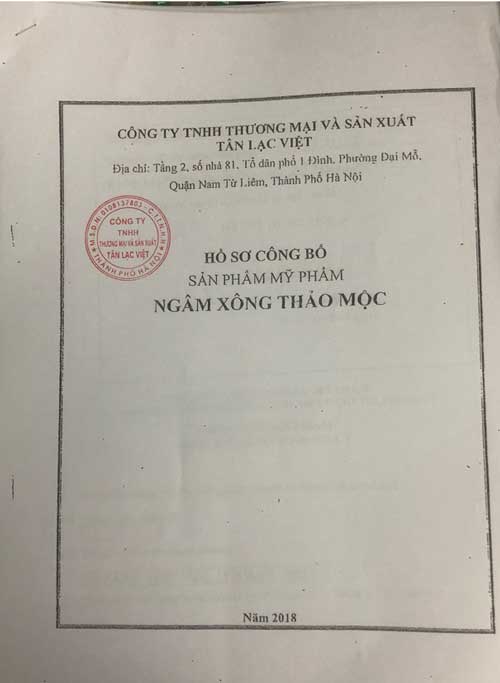 CÔNG TY TNHH THƯƠNG MẠI VÀ SẢN XUẤT
TÂN LẠC VIỆT
Địa chỉ: Tầng 2, số nhà 81, Tổ dân phố 1 Đình, Phường Đại Mỗ,
Quận Nam Từ Liêm, Thành Phố Hà Nội
M.S.D.N: 0108137803 - C.T.T.N.H.H
CÔNG TY
TNHH
THƯƠNG MẠI VÀ SẢN XUẤT
TÂN LẠC VIỆT
THÀNH PHỐ HÀ NỘI
HỒ SƠ CÔNG BỐ
SẢN PHẨM MỸ PHẨM
NGÂM XÔNG THẢO MỘC
Năm 2018